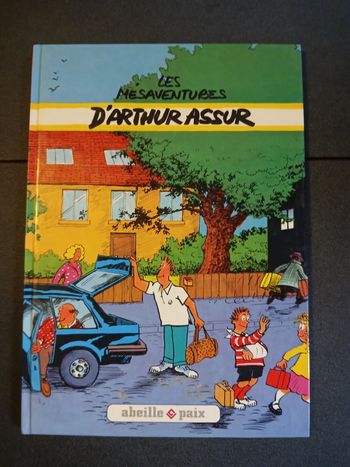 LES
MESAVENTURES
D'ARTHUR ASSUR
abeille paix